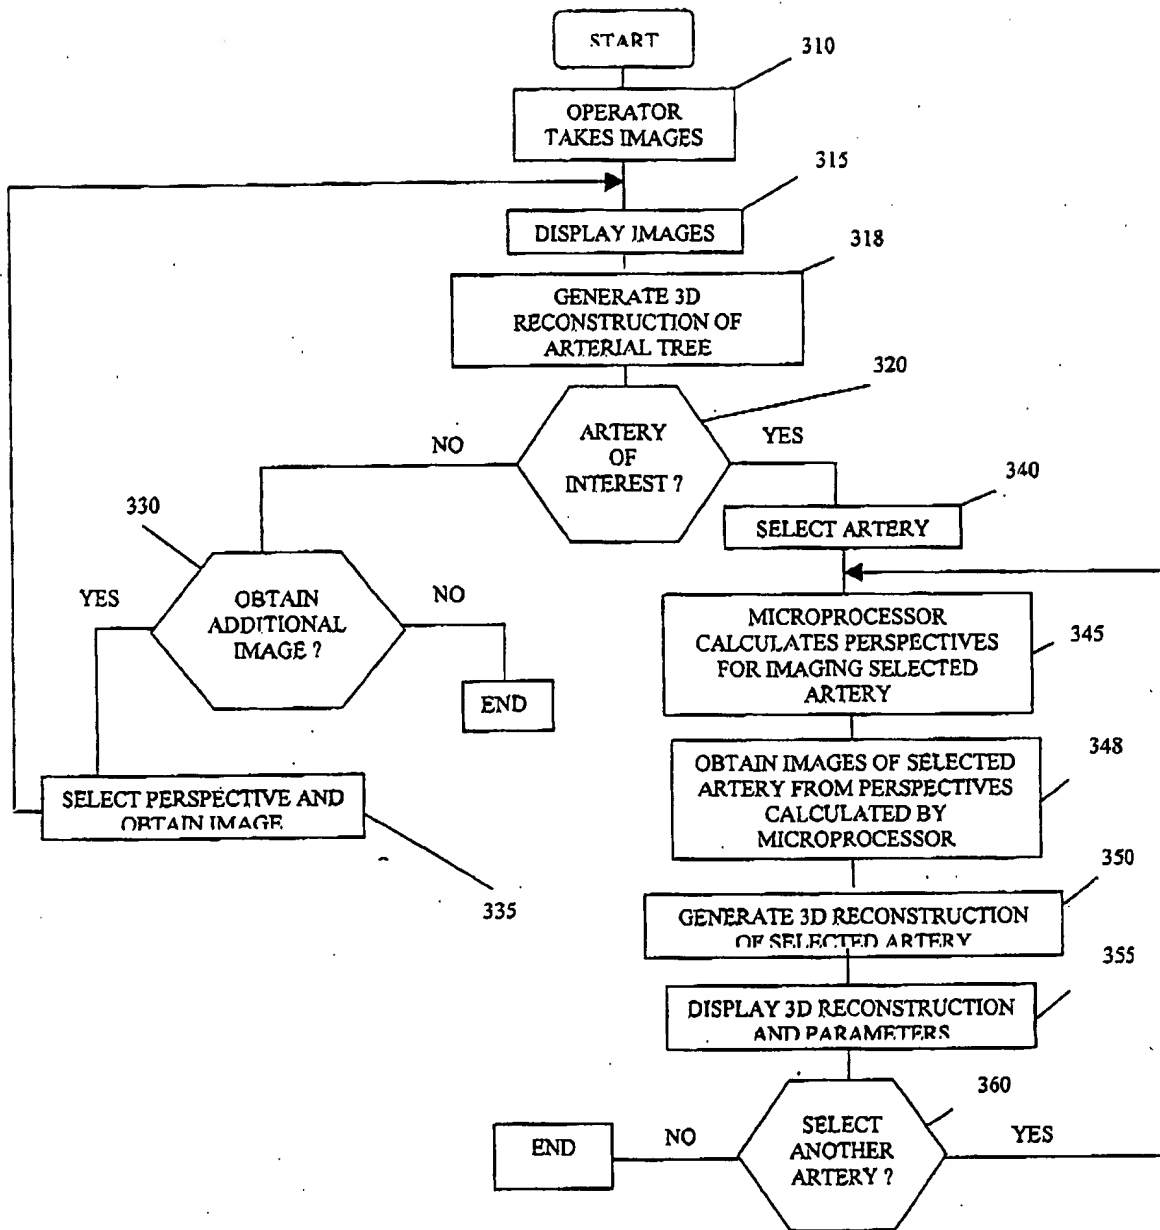 START
310
OPERATOR
TAKES IMAGES
315
DISPLAY IMAGES
318
GENERATE 3D
RECONSTRUCTION OF
ARTERIAL TREE
320
NO
ARTERY
OF
INTEREST ?
YES
340
SELECT ARTERY
330
YES
OBTAIN
ADDITIONAL
IMAGE ?
NO
END
MICROPROCESSOR
CALCULATES PERSPECTIVES
FOR IMAGING SELECTED
ARTERY
345
SELECT PERSPECTIVE AND
OBTAIN IMAGE
335
OBTAIN IMAGES OF SELECTED
ARTERY FROM PERSPECTIVES
CALCULATED BY
MICROPROCESSOR
348
350
GENERATE 3D RECONSTRUCTION
OF SELECTED ARTERY
355
DISPLAY 3D RECONSTRUCTION
AND PARAMETERS
360
SELECT
ANOTHER
ARTERY ?
NO
END
YES